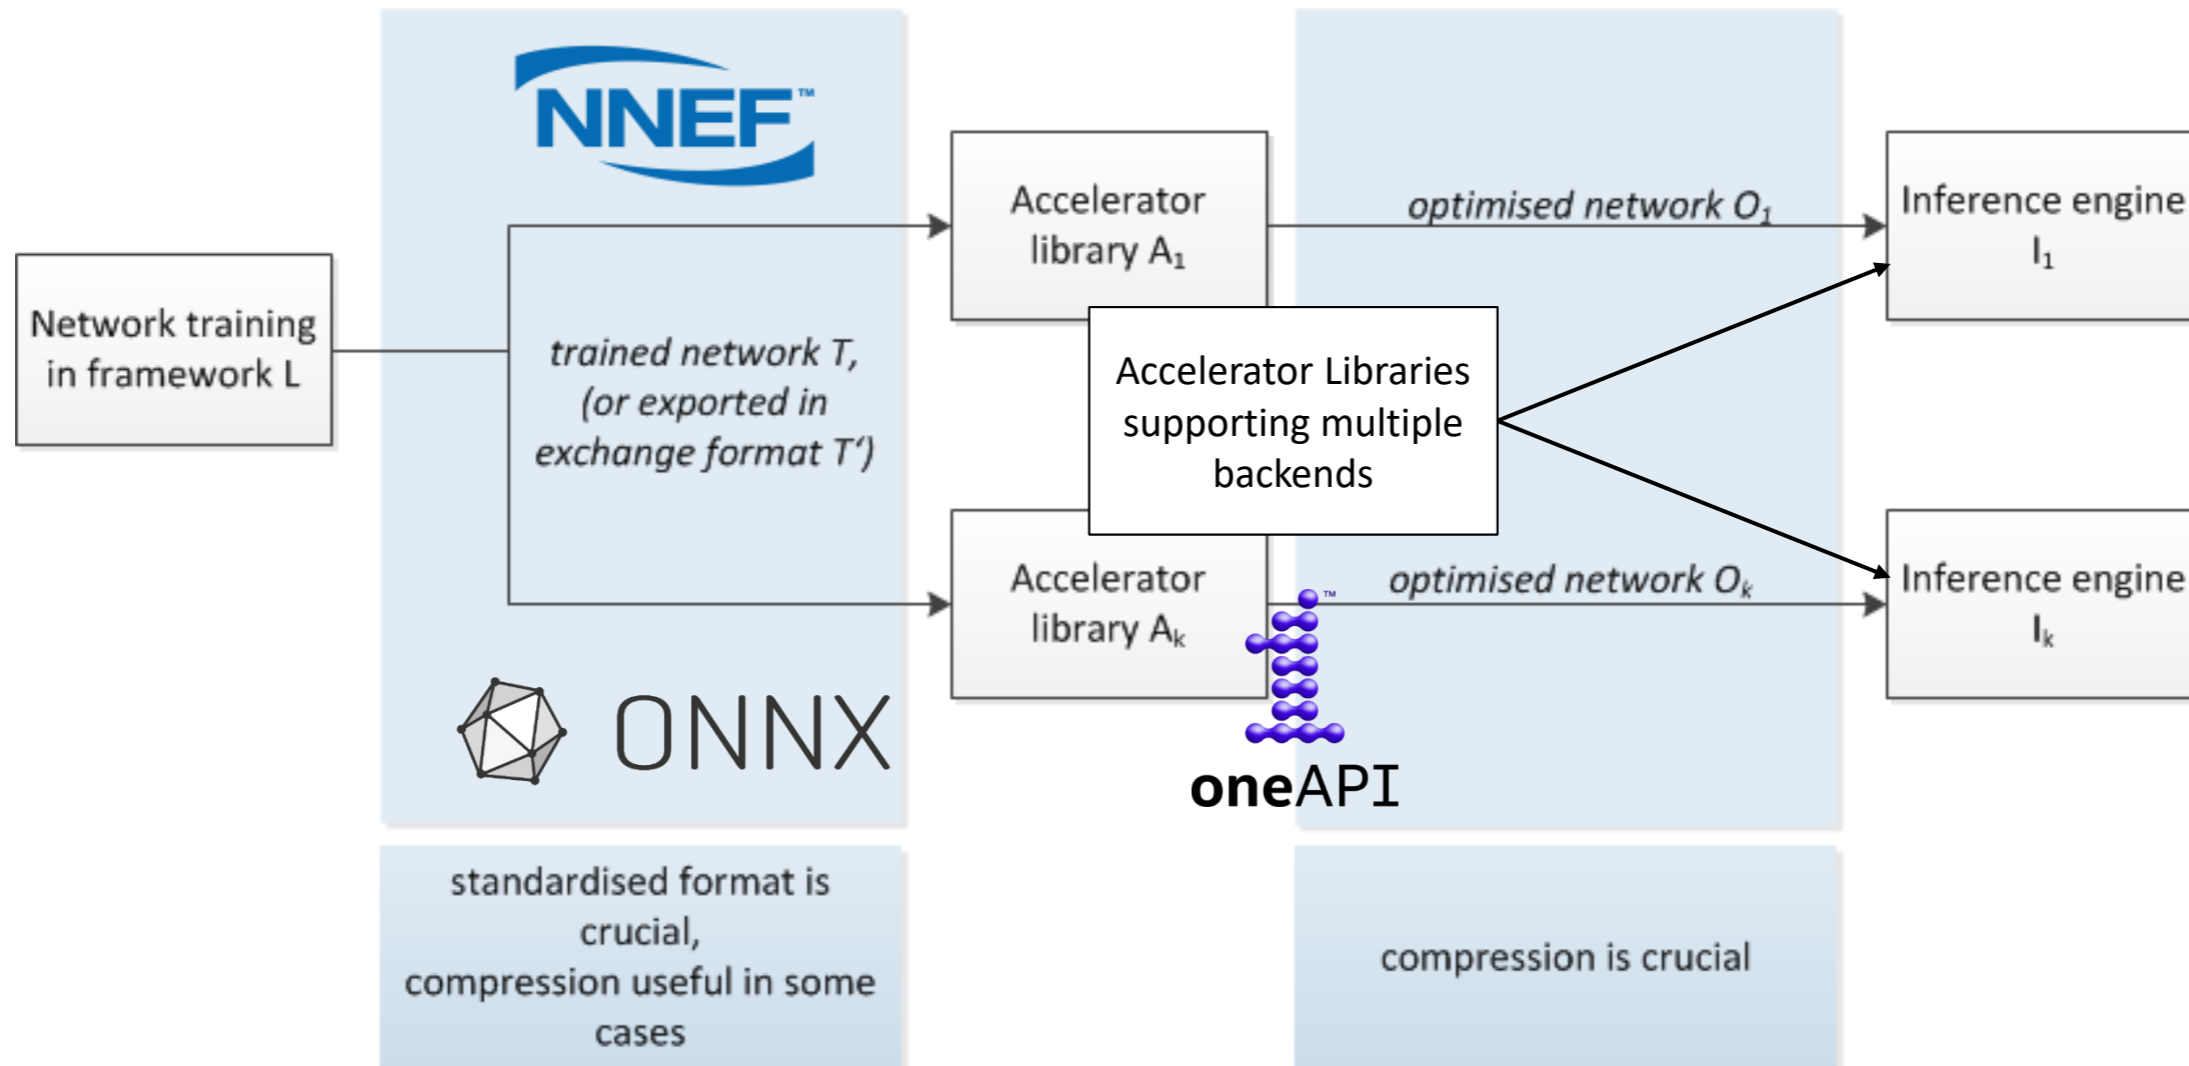 NNEF™
Network training
in framework L
trained network T,
(or exported in
exchange format T‘)
ONNX
standardised format is
crucial,
compression useful in some
cases
Accelerator
library A₁
Accelerator Libraries
supporting multiple
backends
Accelerator
library Aₖ
™
oneAPI
optimised network O₁
optimised network Oₖ
compression is crucial
Inference engine
I₁
Inference engine
Iₖ